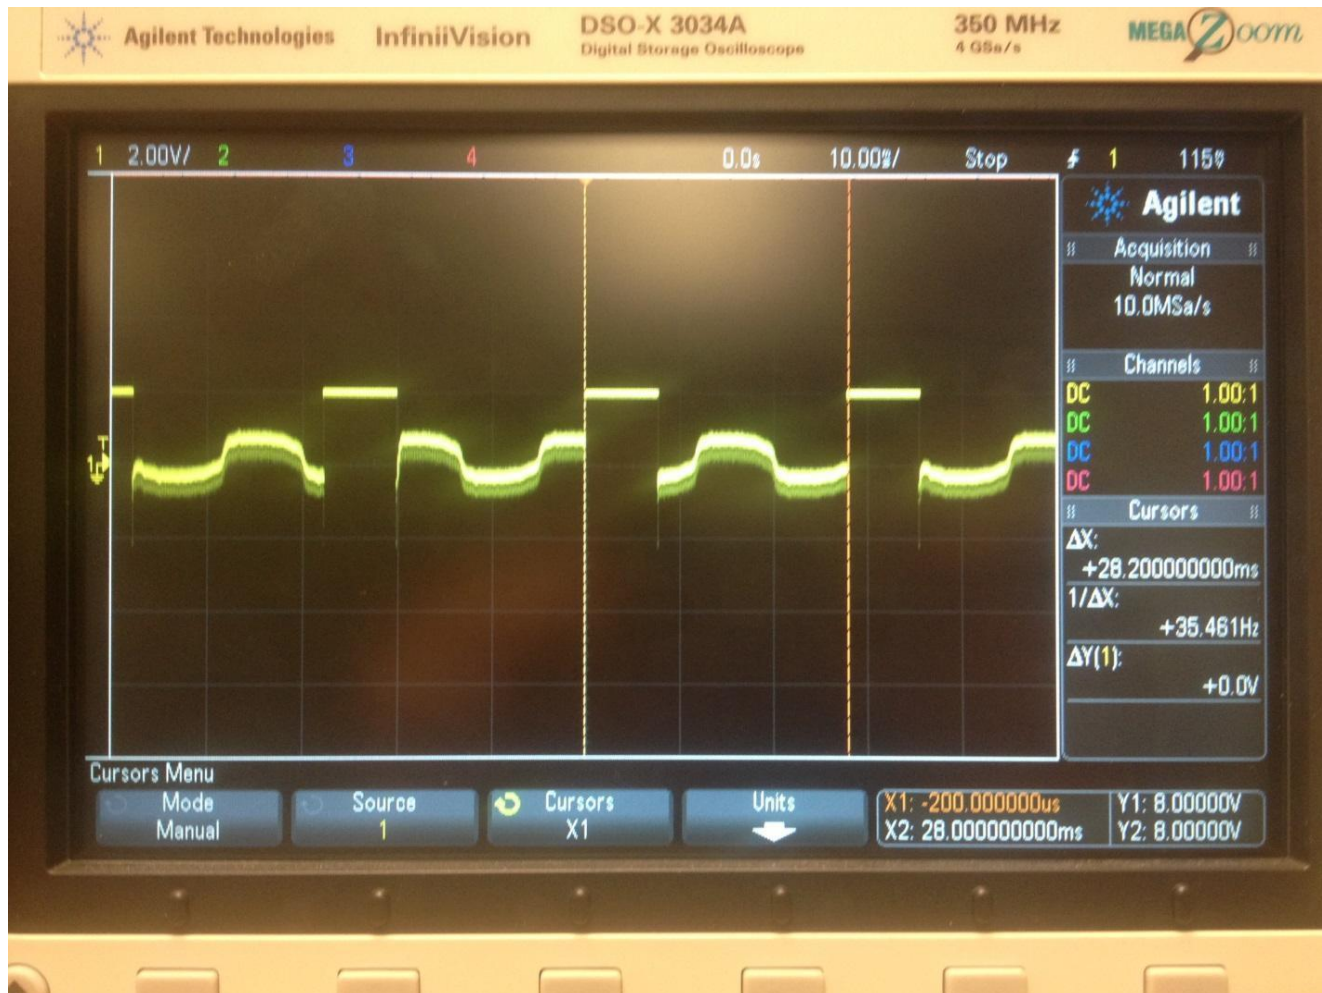 Agilent Technologies InfiniiVision DSO-X 3034A 350 MHz MEGA Zoom
Digital Storage Oscilloscope 4 GSa/s
1 2.00V/ 2 3 4 0.0s 10.00ms/ Stop 1 115mV
Agilent
Acquisition
Normal
10.0MSa/s
Channels
DC 1.00:1
DC 1.00:1
DC 1.00:1
DC 1.00:1
Cursors
ΔX:
+28.200000000ms
1/ΔX:
+35.461Hz
ΔY(1):
+0.0V
T
1
Cursors Menu
Mode
Manual
Source
1
Cursors
X1
Units
X1: -200.000000us
X2: 28.000000000ms
Y1: 8.00000V
Y2: 8.00000V